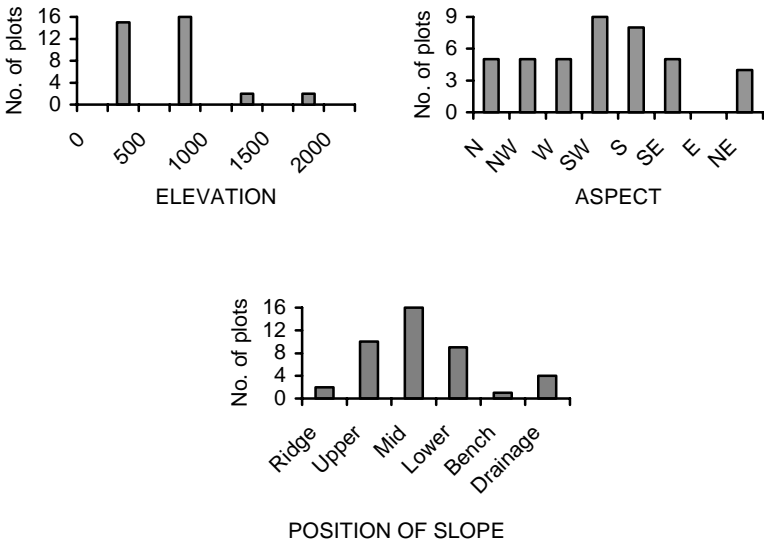 No. of plots
16
12
8
4
0
0
500
1000
1500
2000
ELEVATION
No. of plots
9
6
3
0
N
NW
W
SW
S
SE
E
NE
ASPECT
No. of plots
16
12
8
4
0
Ridge
Upper
Mid
Lower
Bench
Drainage
POSITION OF SLOPE